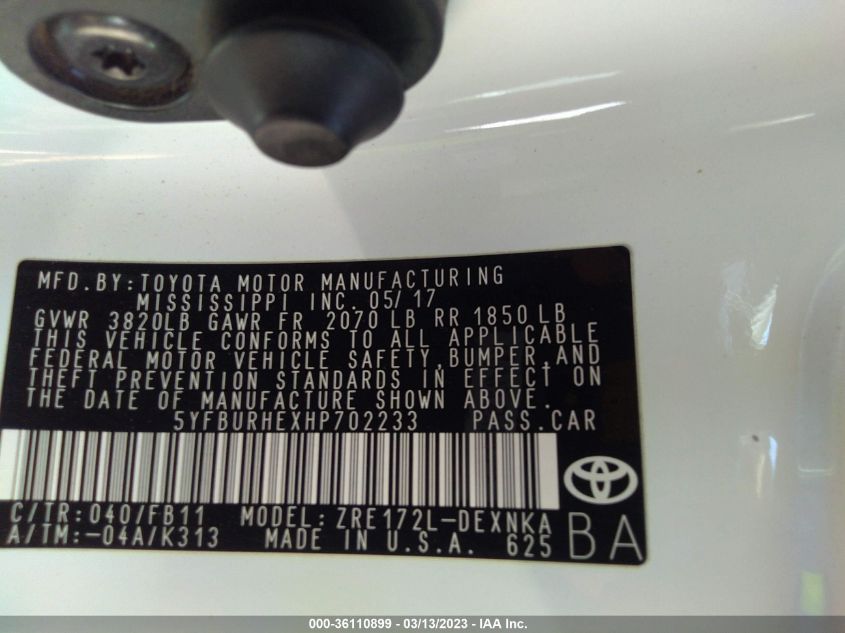 MFD.BY:TOYOTA MOTOR MANUFACTURING
MISSISSIPPI INC. 05/17
GVWR 3820LB GAWR FR 2070 LB RR 1850 LB
THIS VEHICLE CONFORMS TO ALL APPLICABLE
FEDERAL MOTOR VEHICLE SAFETY,BUMPER,AND
THEFT PREVENTION STANDARDS IN EFFECT ON
THE DATE OF MANUFACTURE SHOWN ABOVE.
5YFBURHEXHP702233 PASS.CAR
C/TR:040/FB11 MODEL: ZRE172L-DEXNKA
A/TM:-04A/K313 MADE IN U.S.A. 625
BA
000-36110899 - 03/13/2023 - IAA Inc.